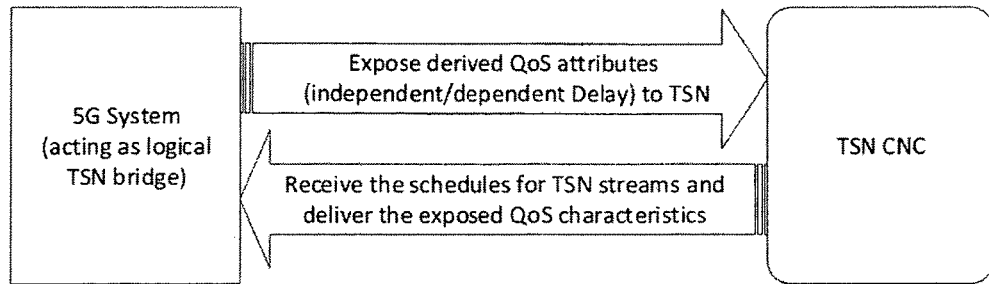 5G System
(acting as logical
TSN bridge)
Expose derived QoS attributes
(independent/dependent Delay) to TSN
Receive the schedules for TSN streams and
deliver the exposed QoS characteristics
TSN CNC